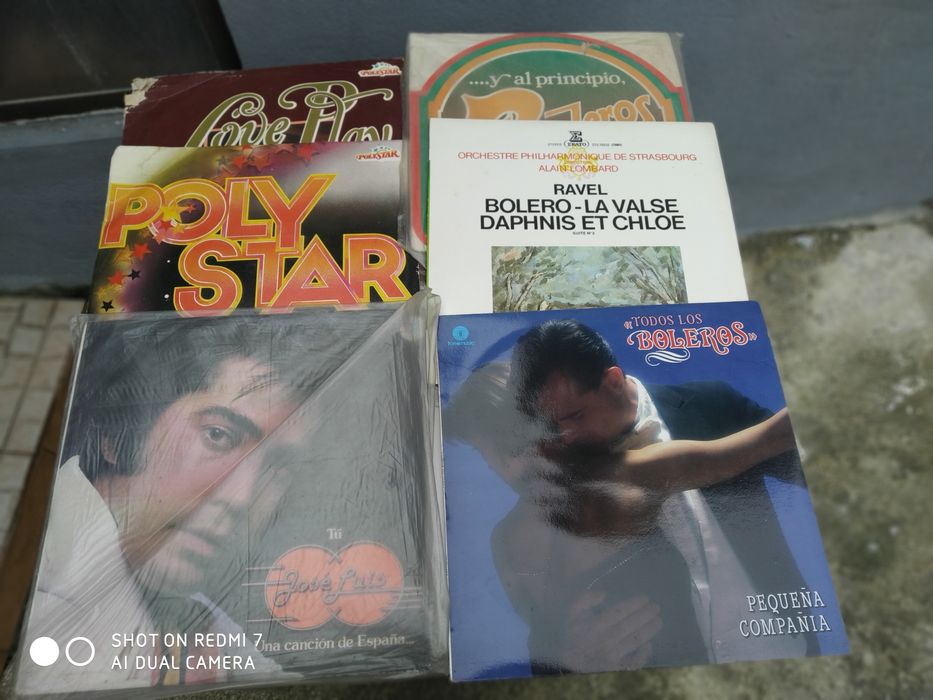 POLYSTAR
Love Play
....y al principio,
Boleros
POLYSTAR
POLY
STAR
ERATO
ORCHESTRE PHILHARMONIQUE DE STRASBOURG
ALAIN LOMBARD
RAVEL
BOLERO - LA VALSE
DAPHNIS ET CHLOE
SUITE N°2
Tú
José Luis
Una canción de España...
«TODOS LOS
BOLEROS»
PEQUEÑA
COMPAÑIA
SHOT ON REDMI 7
AI DUAL CAMERA